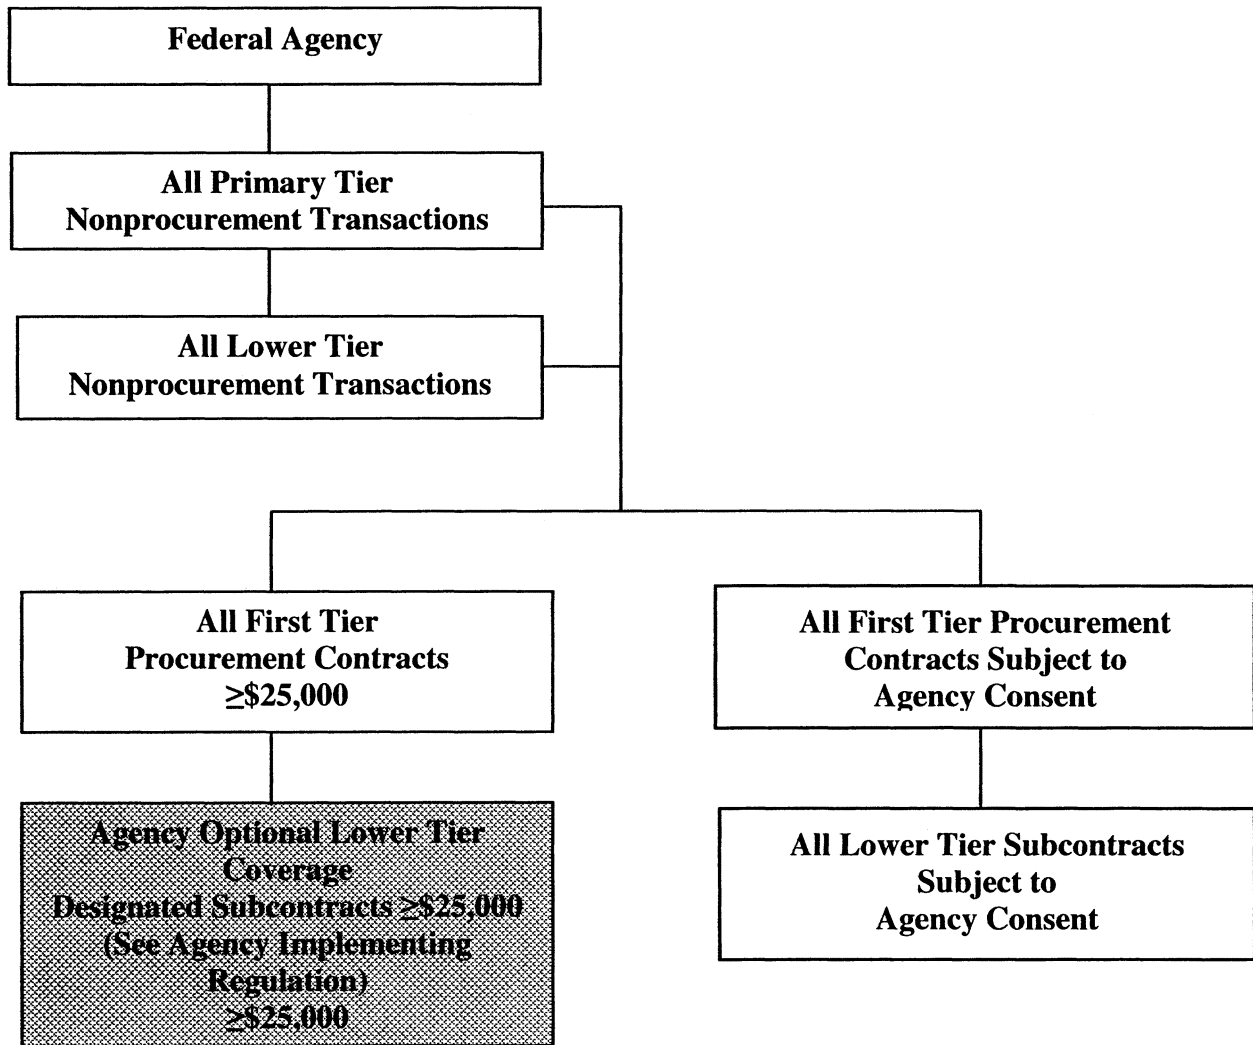 Federal Agency
All Primary Tier
Nonprocurement Transactions
All Lower Tier
Nonprocurement Transactions
All First Tier
Procurement Contracts
≥$25,000
All First Tier Procurement
Contracts Subject to
Agency Consent
Agency Optional Lower Tier
Coverage
Designated Subcontracts ≥$25,000
(See Agency Implementing
Regulation)
≥$25,000
All Lower Tier Subcontracts
Subject to
Agency Consent